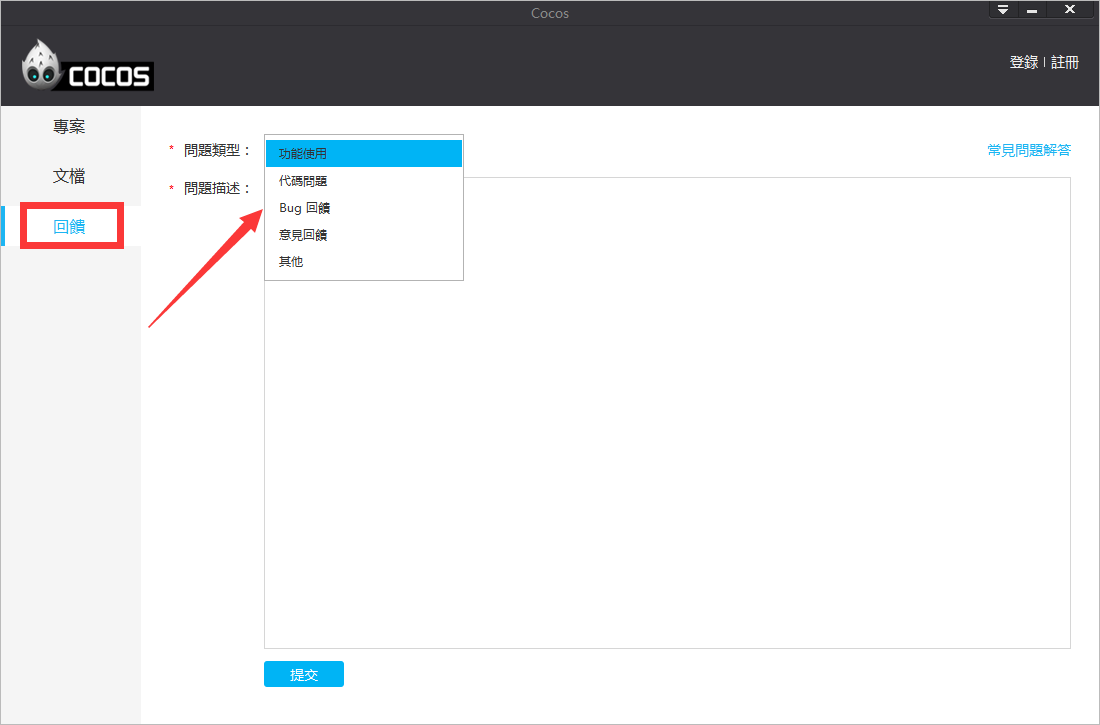 Cocos
COCOS
登錄 | 註冊
專案
文檔
回饋
* 問題類型：
功能使用
代碼問題
Bug 回饋
意見回饋
其他
常見問題解答
* 問題描述：
提交